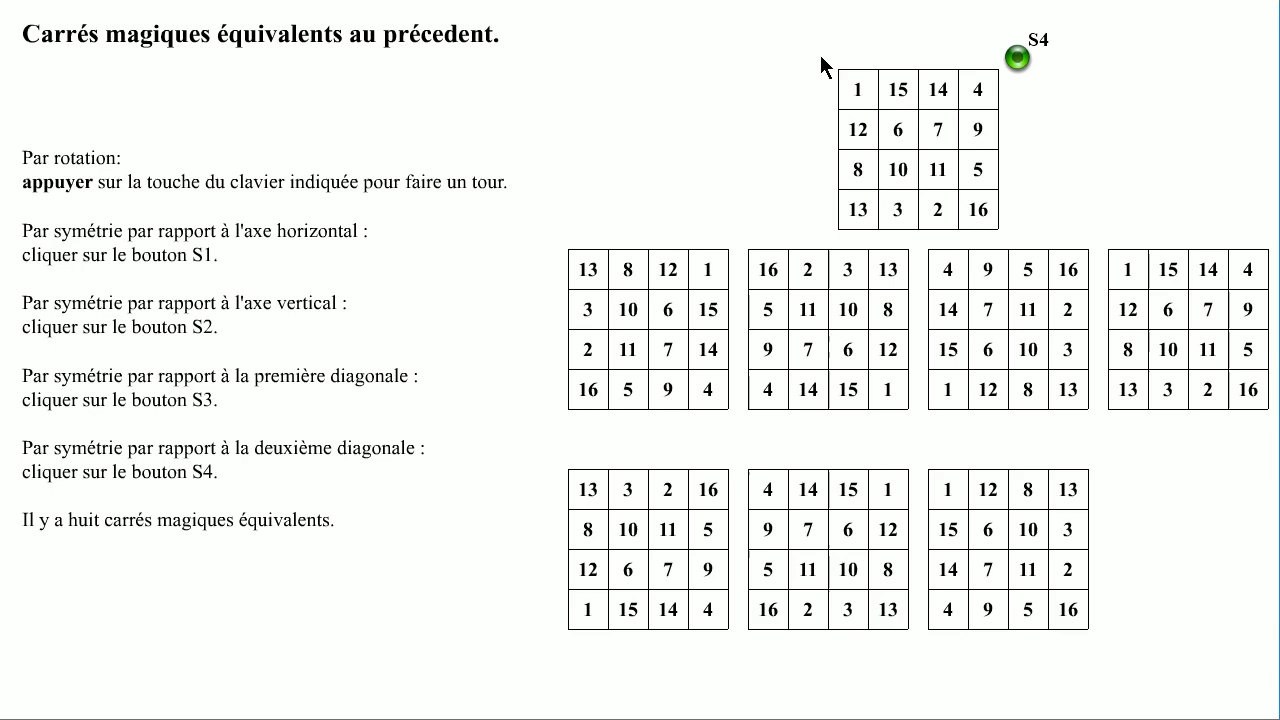 Carrés magiques équivalents au précedent.
S4
1 15 14 4
12 6 7 9
8 10 11 5
13 3 2 16
Par rotation:
appuyer sur la touche du clavier indiquée pour faire un tour.
Par symétrie par rapport à l'axe horizontal :
cliquer sur le bouton S1.
Par symétrie par rapport à l'axe vertical :
cliquer sur le bouton S2.
Par symétrie par rapport à la première diagonale :
cliquer sur le bouton S3.
Par symétrie par rapport à la deuxième diagonale :
cliquer sur le bouton S4.
Il y a huit carrés magiques équivalents.
13 8 12 1
3 10 6 15
2 11 7 14
16 5 9 4
16 2 3 13
5 11 10 8
9 7 6 12
4 14 15 1
4 9 5 16
14 7 11 2
15 6 10 3
1 12 8 13
1 15 14 4
12 6 7 9
8 10 11 5
13 3 2 16
13 3 2 16
8 10 11 5
12 6 7 9
1 15 14 4
4 14 15 1
9 7 6 12
5 11 10 8
16 2 3 13
1 12 8 13
15 6 10 3
14 7 11 2
4 9 5 16